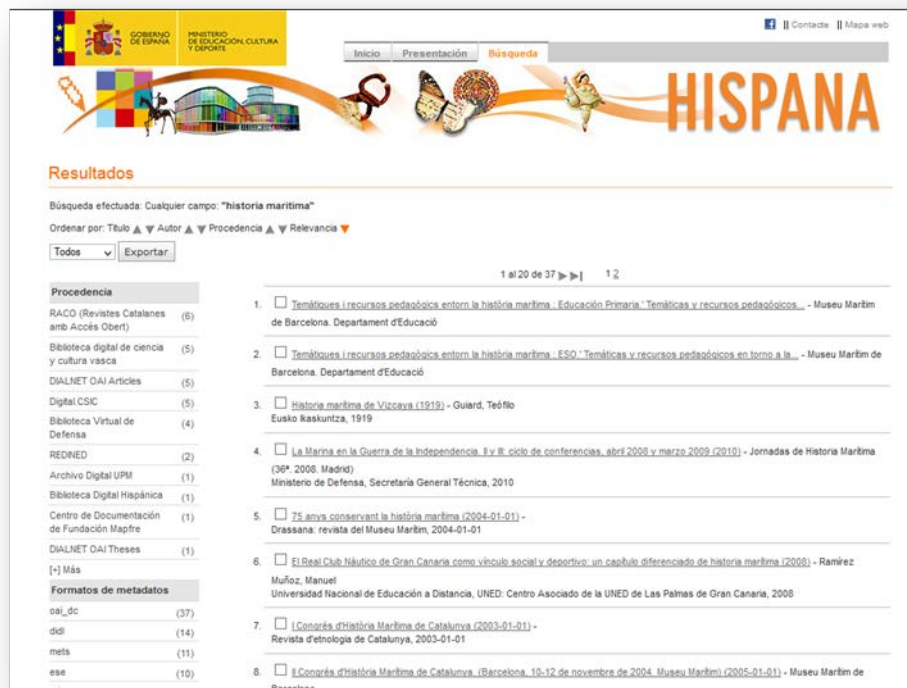 GOBIERNO
DE ESPAÑA
MINISTERIO
DE EDUCACIÓN, CULTURA
Y DEPORTE
|| Contacte || Mapa web
Inicio Presentación Búsqueda
HISPANA
Resultados
Búsqueda efectuada: Cualquier campo: "historia maritima"
Ordenar por: Título Autor Procedencia Relevancia
Todos Exportar
1 al 20 de 37 1 2
Procedencia
RACO (Revistes Catalanes
amb Accés Obert) (6)
Biblioteca digital de ciencia
y cultura vasca (5)
DIALNET OAI Articles (5)
Digital.CSIC (5)
Biblioteca Virtual de
Defensa (4)
REDINED (2)
Archivo Digital UPM (1)
Biblioteca Digital Hispánica (1)
Centro de Documentación
de Fundación Mapfre (1)
DIALNET OAI Theses (1)
[+] Más
Formatos de metadatos
oai_dc (37)
didl (14)
mets (11)
ese (10)
1. Temàtiques i recursos pedagògics entorn la història marítima : Educación Primaria.' Temáticas y recursos pedagógicos... - Museu Marítim
de Barcelona. Departament d'Educació
2. Temàtiques i recursos pedagògics entorn la història marítima : ESO.' Temáticas y recursos pedagógicos en torno a la... - Museu Marítim de
Barcelona. Departament d'Educació
3. Historia marítima de Vizcaya (1919) - Guiard, Teófilo
Eusko Ikaskuntza, 1919
4. La Marina en la Guerra de la Independencia. II y III: ciclo de conferencias, abril 2008 y marzo 2009 (2010) - Jornadas de Historia Marítima
(36ª. 2008. Madrid)
Ministerio de Defensa, Secretaría General Técnica, 2010
5. 75 anys conservant la història marítima (2004-01-01) -
Drassana: revista del Museu Marítim, 2004-01-01
6. El Real Club Náutico de Gran Canaria como vínculo social y deportivo: un capítulo diferenciado de historia marítima (2008) - Ramírez
Muñoz, Manuel
Universidad Nacional de Educación a Distancia, UNED: Centro Asociado de la UNED de Las Palmas de Gran Canaria, 2008
7. I Congrés d'Història Marítima de Catalunya (2003-01-01) -
Revista d'etnologia de Catalunya, 2003-01-01
8. II Congrés d'Història Marítima de Catalunya. (Barcelona, 10-12 de novembre de 2004. Museu Marítim) (2005-01-01) - Museu Marítim de